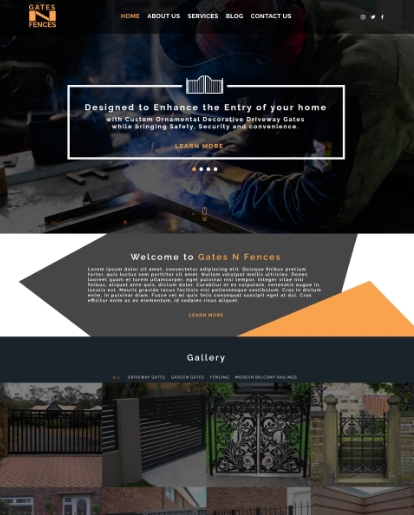 GATES
N
FENCES
HOME ABOUT US SERVICES BLOG CONTACT US
Designed to Enhance the Entry of your home
with Custom Ornamental Decorative Driveway Gates
while bringing Safety, Security and convenience.
LEARN MORE
Welcome to Gates N Fences
Lorem ipsum dolor sit amet, consectetur adipiscing elit. Quisque finibus pretium
tortor, quis luctus sem porttitor sit amet. Nullam volutpat mollis ultricies. Donec
laoreet quam et lorem ullamcorper, eget pulvinar nisi tempor. Integer vitae nisi
finibus, aliquet ante quis, dictum dolor. Curabitur et ex vulputate, venenatis augue in,
iaculis est. Mauris gravida lacus facilisis nisi pellentesque vestibulum. Cras in dictum
enim, in pulvinar diam. Fusce vel quis felis consequat suscipit eget at dui. Cras
efficitur enim ac ex elementum, id commodo risus dictum.
LEARN MORE
Gallery
ALL DRIVEWAY GATES GARDEN GATES FENCING MODERN BALCONY RAILINGS